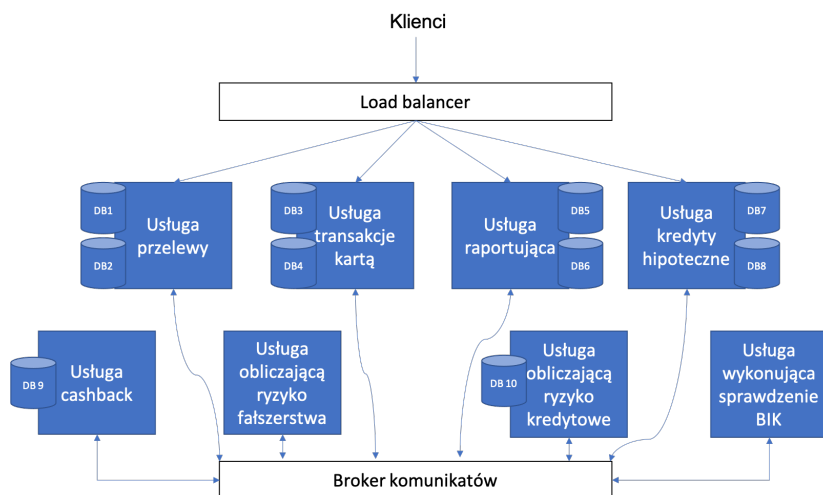 Klienci
Load balancer
DB1
DB2
Usługa
przelewy
DB3
DB4
Usługa
transakcje
kartą
Usługa
raportująca
DB5
DB6
Usługa
kredyty
hipoteczne
DB7
DB8
DB 9
Usługa
cashback
Usługa
obliczającą
ryzyko
fałszerstwa
DB 10
Usługa
obliczającą
ryzyko
kredytowe
Usługa
wykonująca
sprawdzenie
BIK
Broker komunikatów